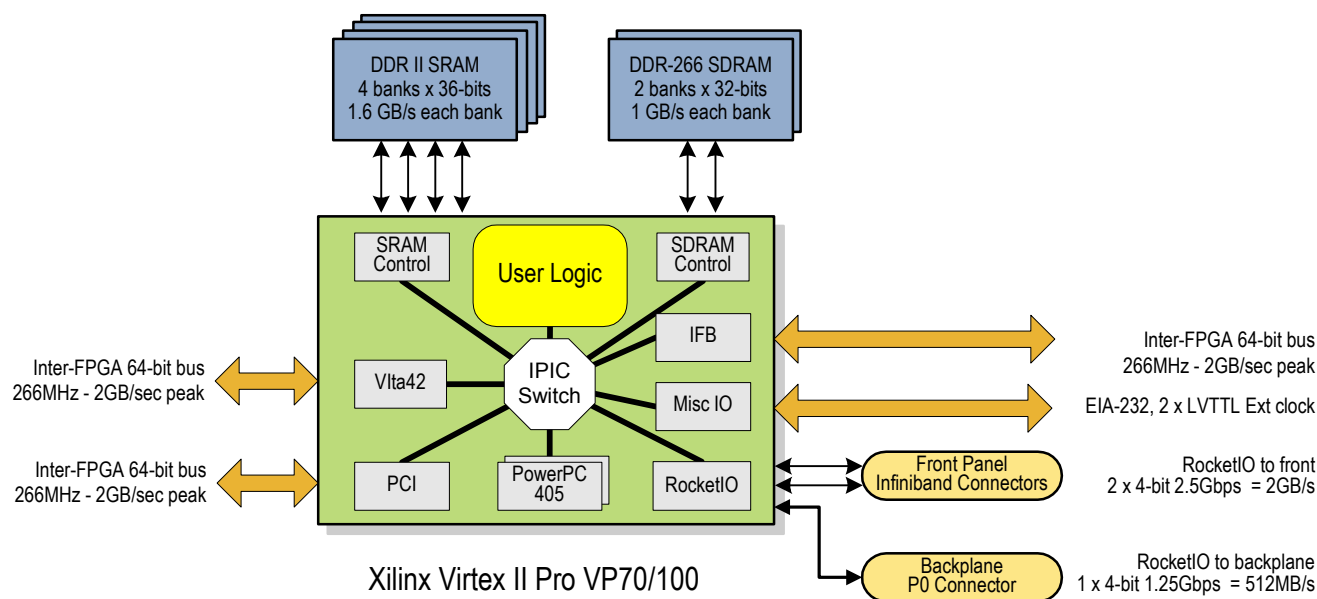 DDR II SRAM
4 banks x 36-bits
1.6 GB/s each bank
DDR-266 SDRAM
2 banks x 32-bits
1 GB/s each bank
SRAM
Control
User Logic
SDRAM
Control
IFB
Inter-FPGA 64-bit bus
266MHz - 2GB/sec peak
Inter-FPGA 64-bit bus
266MHz - 2GB/sec peak
VIta42
IPIC
Switch
Misc IO
EIA-232, 2 x LVTTL Ext clock
Inter-FPGA 64-bit bus
266MHz - 2GB/sec peak
PCI
PowerPC
405
RocketIO
Front Panel
Infiniband Connectors
RocketIO to front
2 x 4-bit 2.5Gbps = 2GB/s
Xilinx Virtex II Pro VP70/100
Backplane
P0 Connector
RocketIO to backplane
1 x 4-bit 1.25Gbps = 512MB/s